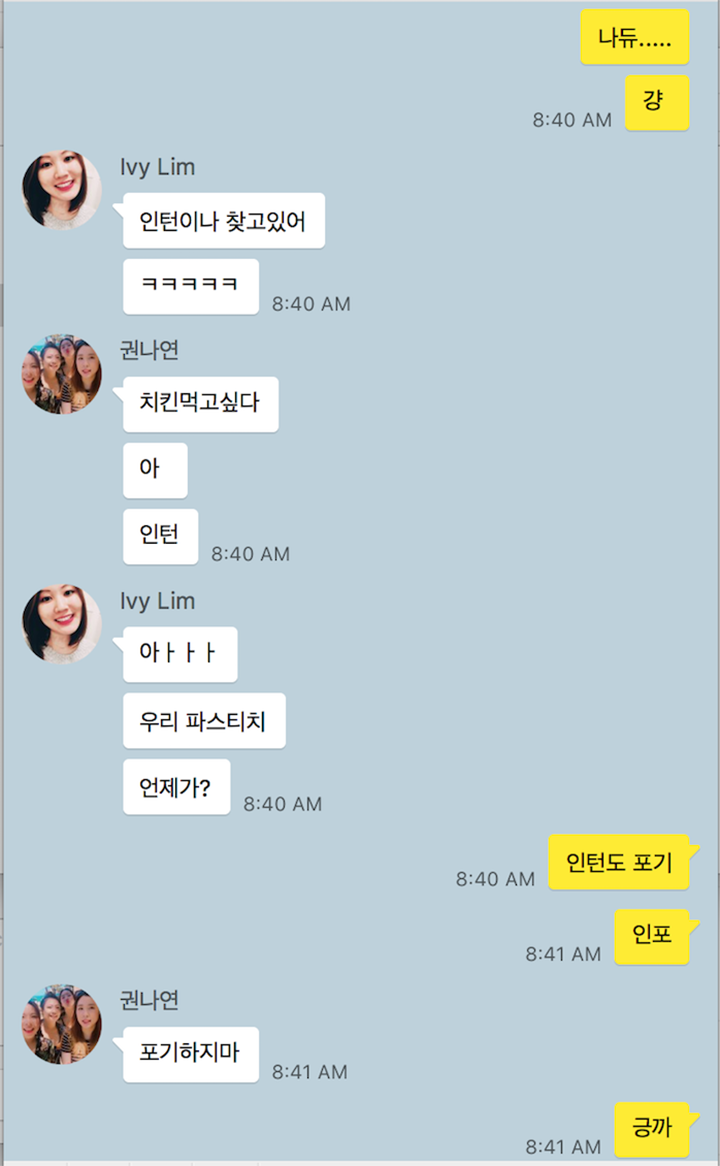 나듀.....
걍
8:40 AM
Ivy Lim
인턴이나 찾고있어
ㅋㅋㅋㅋㅋ
8:40 AM
권나연
치킨먹고싶다
아
인턴
8:40 AM
Ivy Lim
아ㅏㅏㅏ
우리 파스티치
언제가?
8:40 AM
인턴도 포기
8:40 AM
인포
8:41 AM
권나연
포기하지마
8:41 AM
긍까
8:41 AM